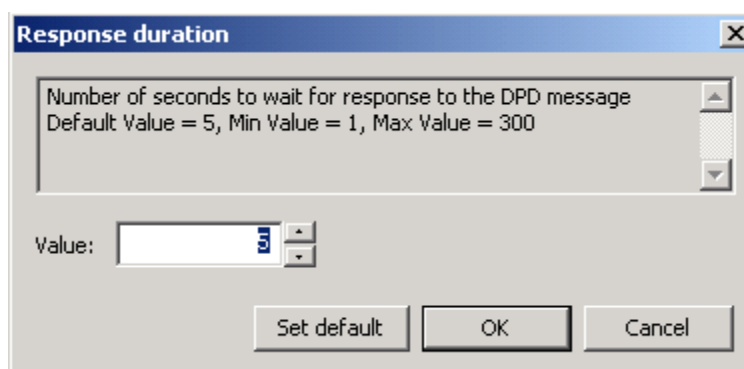 Response duration
Number of seconds to wait for response to the DPD message
Default Value = 5, Min Value = 1, Max Value = 300
Value: 5
Set default OK Cancel